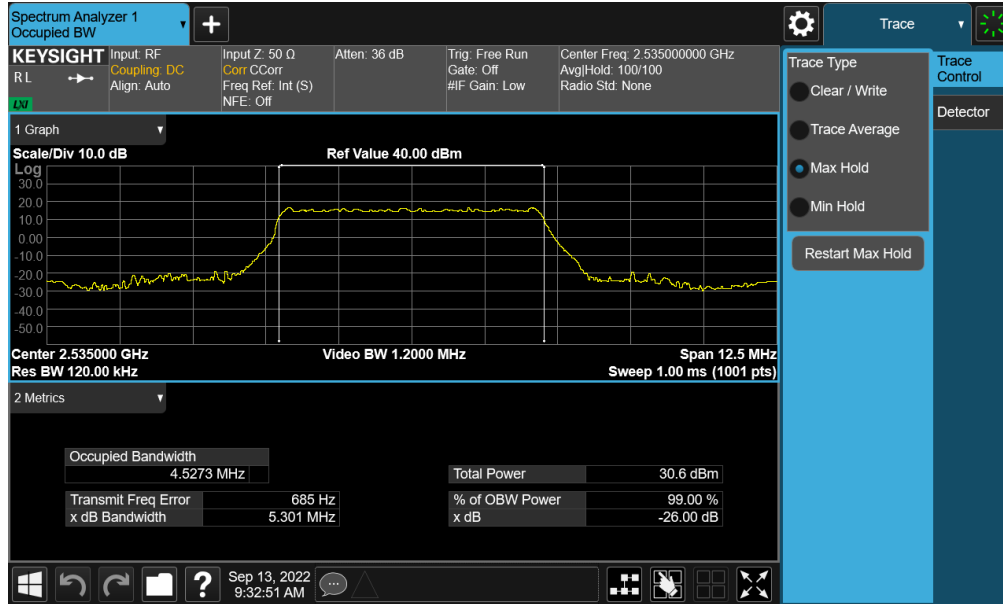 Spectrum Analyzer 1
Occupied BW
+
Trace
KEYSIGHT
R L
LXI
Input: RF
Coupling: DC
Align: Auto
Input Z: 50 Ω
Corr CCorr
Freq Ref: Int (S)
NFE: Off
Atten: 36 dB
Trig: Free Run
Gate: Off
#IF Gain: Low
Center Freq: 2.535000000 GHz
Avg|Hold: 100/100
Radio Std: None
1 Graph
Scale/Div 10.0 dB
Ref Value 40.00 dBm
Log
30.0
20.0
10.0
0.00
-10.0
-20.0
-30.0
-40.0
-50.0
Center 2.535000 GHz
Video BW 1.2000 MHz
Span 12.5 MHz
Res BW 120.00 kHz
Sweep 1.00 ms (1001 pts)
2 Metrics
Occupied Bandwidth
4.5273 MHz
Total Power 30.6 dBm
Transmit Freq Error 685 Hz
% of OBW Power 99.00 %
x dB Bandwidth 5.301 MHz
x dB -26.00 dB
Trace Type
Clear / Write
Trace Average
Max Hold
Min Hold
Restart Max Hold
Trace
Control
Detector
?
Sep 13, 2022
9:32:51 AM